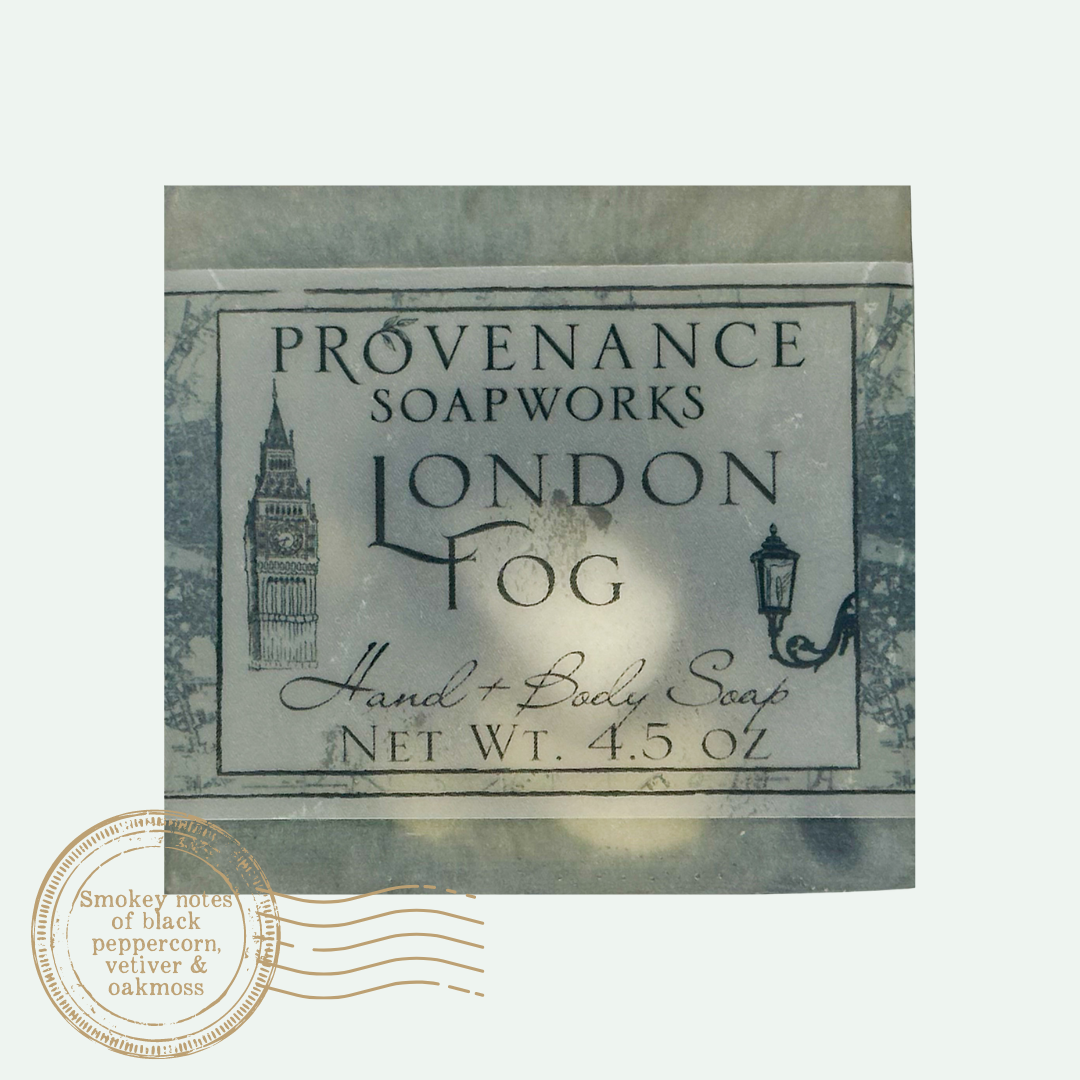 PROVENANCE
SOAPWORKS
LONDON
FOG
Hand + Body Soap
NET WT. 4.5 OZ
Smokey notes
of black
peppercorn,
vetiver &
oakmoss